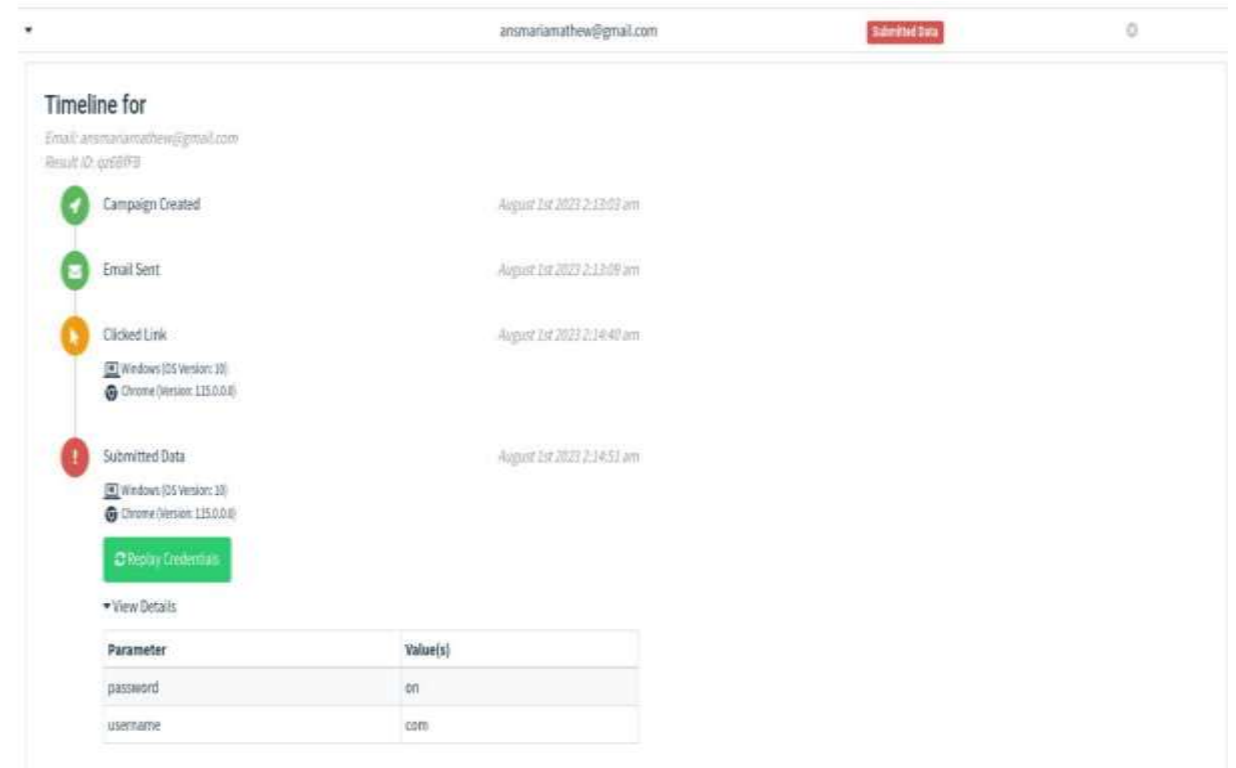 ansmariamathew@gmail.com Submitted Data
Timeline for
Email: ansmariamathew@gmail.com
Result ID:
Campaign Created August 1st 2023 2:13:03 am
Email Sent August 1st 2023 2:13:09 am
Clicked Link August 1st 2023 2:14:40 am
Windows (OS Version: 10)
Chrome (Version: 115.0.0.0)
Submitted Data August 1st 2023 2:14:51 am
Windows (OS Version: 10)
Chrome (Version: 115.0.0.0)
Replay Credentials
View Details
Parameter Value(s)
password on
username com